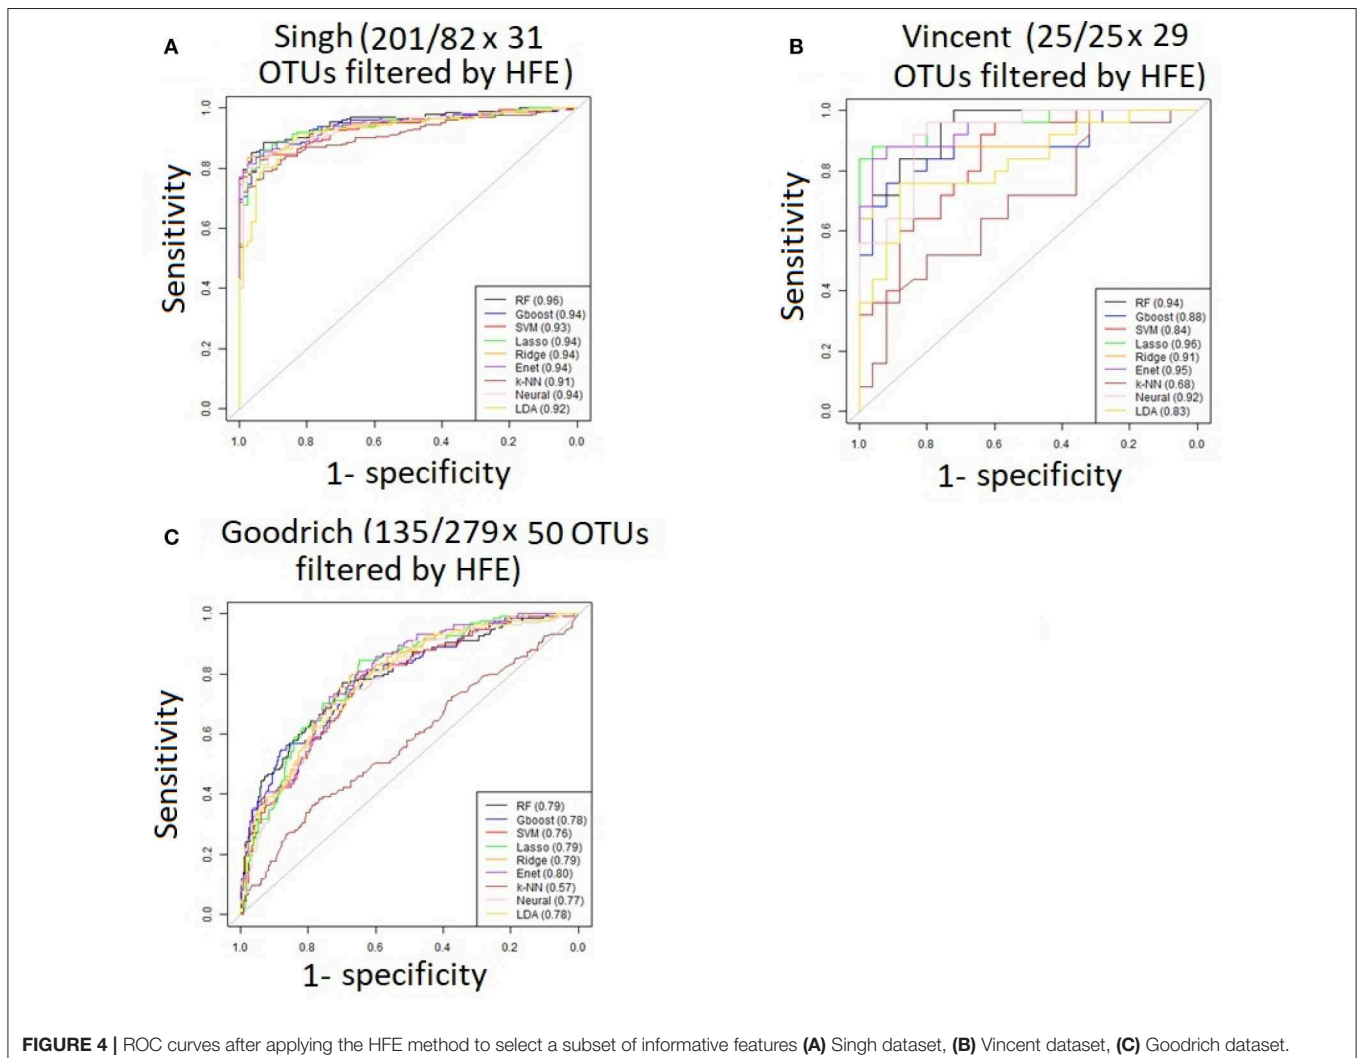 A
Singh (201/82 x 31
OTUs filtered by HFE)
Sensitivity
1.0
0.8
0.6
0.4
0.2
0.0
RF (0.96)
Gboost (0.94)
SVM (0.93)
Lasso (0.94)
Ridge (0.94)
Enet (0.94)
k-NN (0.91)
Neural (0.94)
LDA (0.92)
1.0 0.8 0.6 0.4 0.2 0.0
1- specificity
B
Vincent (25/25x 29
OTUs filtered by HFE)
Sensitivity
1.0
0.8
0.6
0.4
0.2
0.0
RF (0.94)
Gboost (0.88)
SVM (0.84)
Lasso (0.96)
Ridge (0.91)
Enet (0.95)
k-NN (0.68)
Neural (0.92)
LDA (0.83)
1.0 0.8 0.6 0.4 0.2 0.0
1- specificity
C
Goodrich (135/279x 50 OTUs
filtered by HFE)
Sensitivity
1.0
0.8
0.6
0.4
0.2
0.0
RF (0.79)
Gboost (0.78)
SVM (0.76)
Lasso (0.79)
Ridge (0.79)
Enet (0.80)
k-NN (0.57)
Neural (0.77)
LDA (0.78)
1.0 0.8 0.6 0.4 0.2 0.0
1- specificity
FIGURE 4 | ROC curves after applying the HFE method to select a subset of informative features (A) Singh dataset, (B) Vincent dataset, (C) Goodrich dataset.